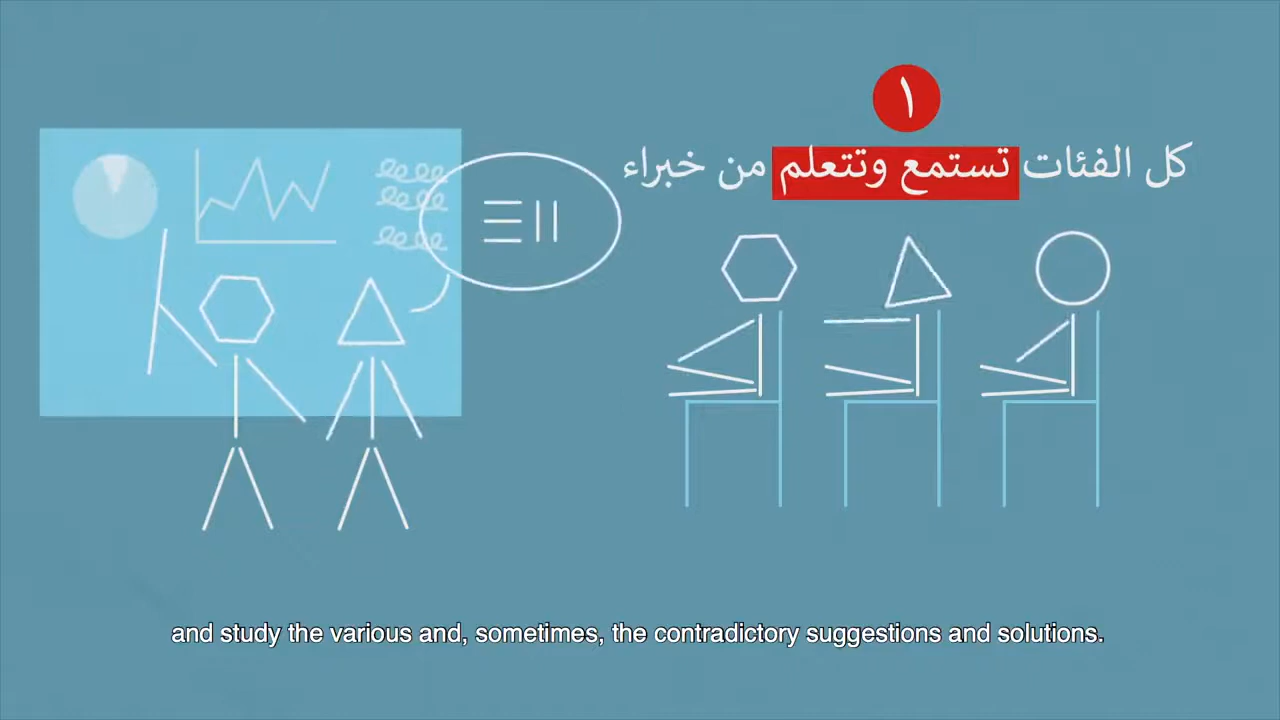 ١
كل الفئات تستمع وتتعلم من خبراء
and study the various and, sometimes, the contradictory suggestions and solutions.